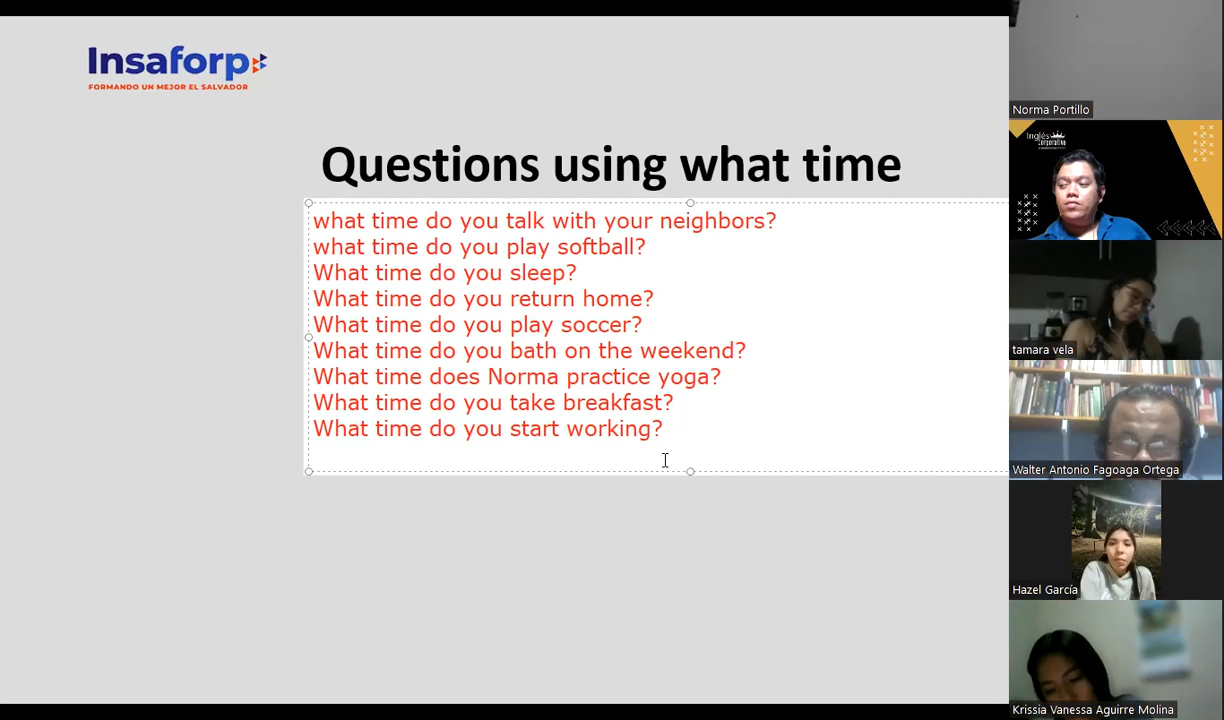 Insaforp
FORMANDO UN MEJOR EL SALVADOR
Questions using what time
what time do you talk with your neighbors?
what time do you play softball?
What time do you sleep?
What time do you return home?
What time do you play soccer?
What time do you bath on the weekend?
What time does Norma practice yoga?
What time do you take breakfast?
What time do you start working?
Norma Portillo
Inglés
Corporativo
tamara vela
Walter Antonio Fagoaga Ortega
Hazel García
Krissia Vanessa Aguirre Molina